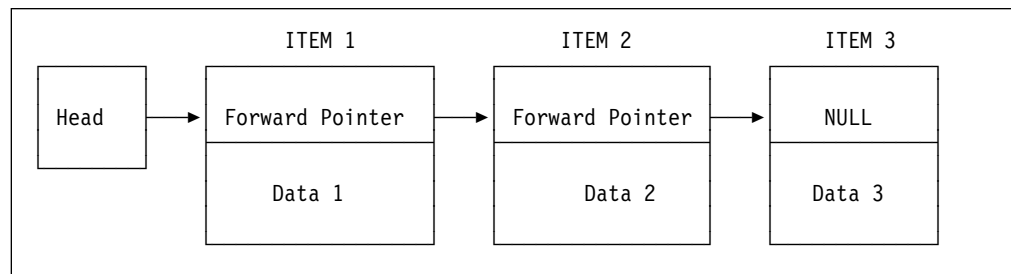 ITEM 1 ITEM 2 ITEM 3
Head Forward Pointer Forward Pointer NULL
Data 1 Data 2 Data 3